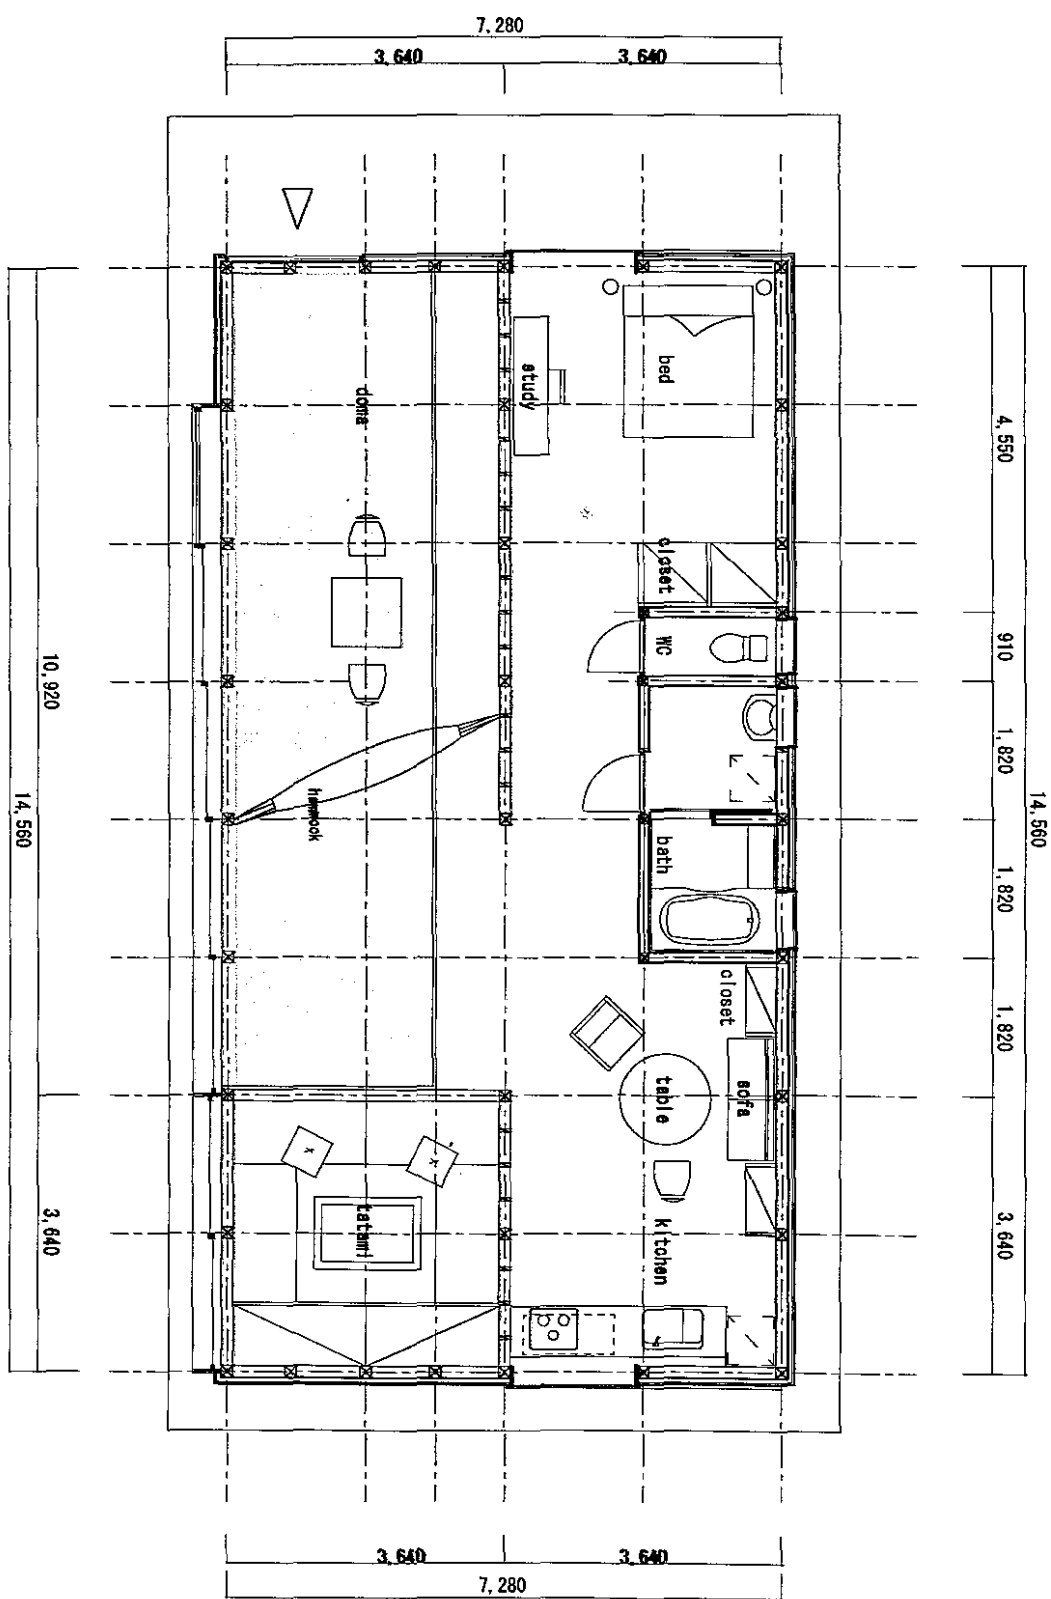 7,280
3,640
3,640
doma
study
bed
4,550
closet
WC
910
10,920
1,820
14,560
hammock
14,560
bath
1,820
closet
1,820
table
sofa
tatami
kitchen
3,640
3,640
3,640
3,640
7,280